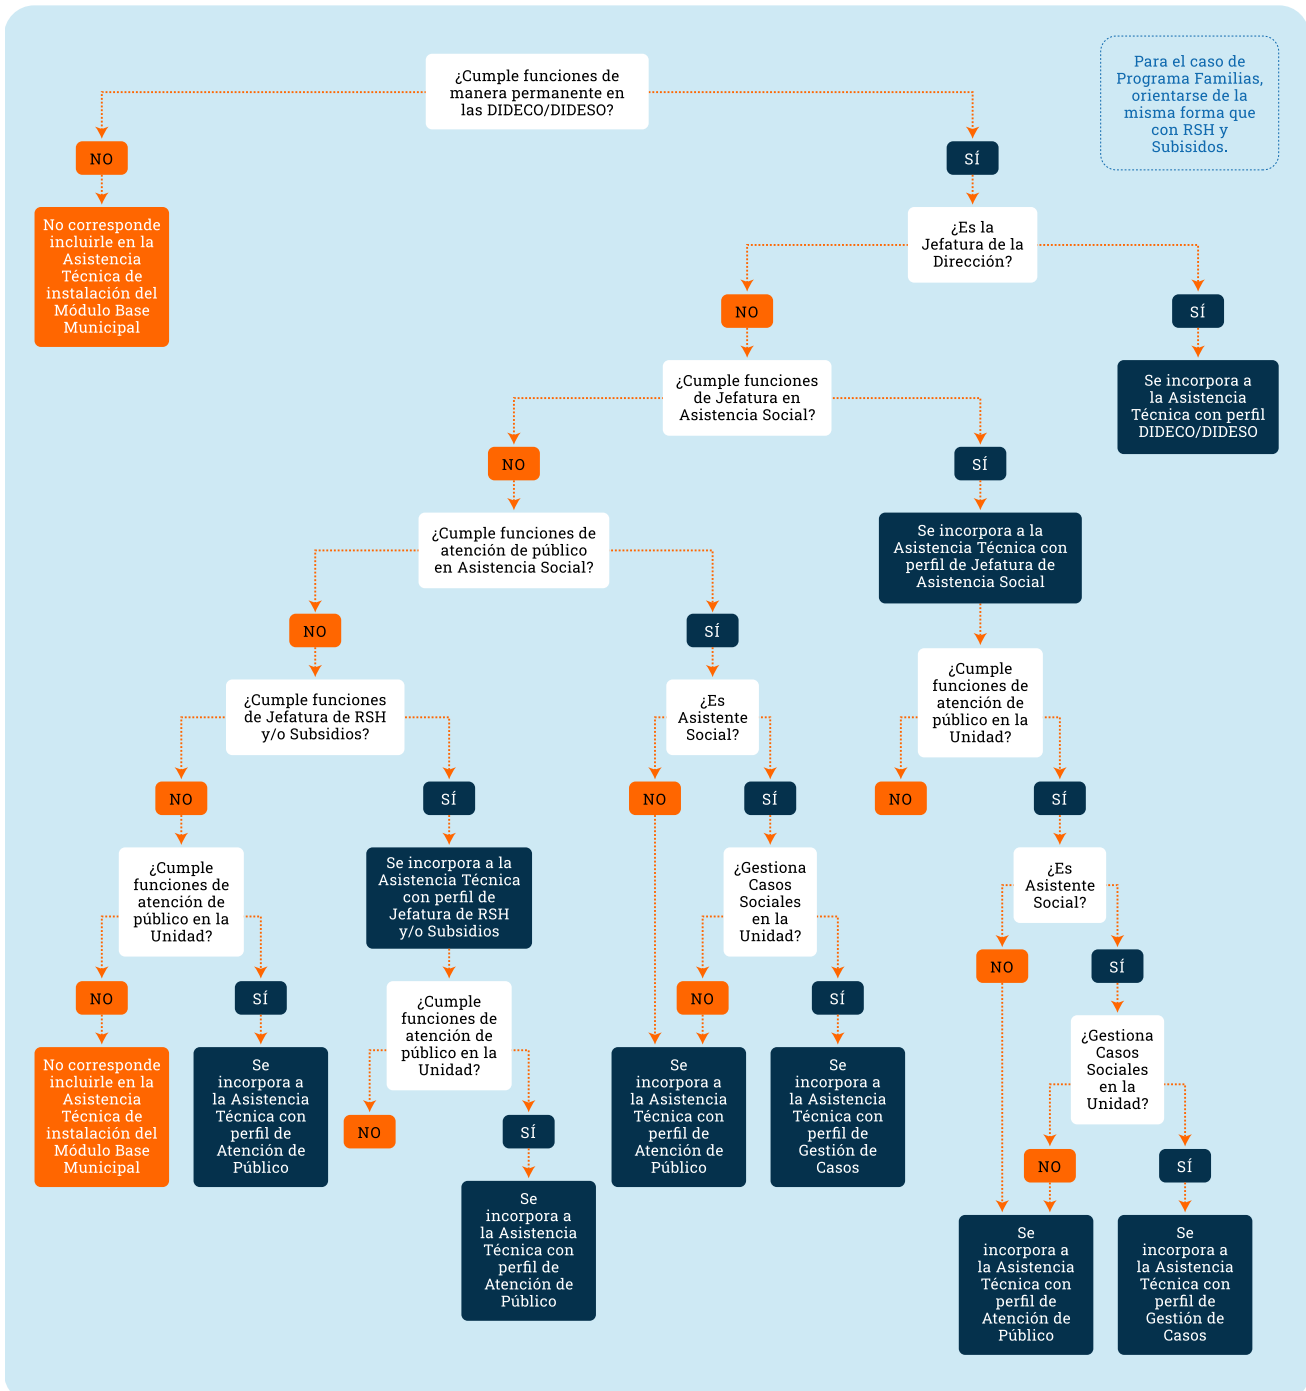 ¿Cumple funciones de
manera permanente en
las DIDECO/DIDESO?
Para el caso de
Programa Familias,
orientarse de la
misma forma que
con RSH y
Subisidos.
NO
SÍ
No corresponde
incluirle en la
Asistencia
Técnica de
instalación del
Módulo Base
Municipal
¿Es la
Jefatura de la
Dirección?
NO
SÍ
¿Cumple funciones
de Jefatura en
Asistencia Social?
Se incorpora a
la Asistencia
Técnica con perfil
DIDECO/DIDESO
NO
SÍ
¿Cumple funciones de
atención de público
en Asistencia Social?
Se incorpora a la
Asistencia Técnica con
perfil de Jefatura de
Asistencia Social
NO
SÍ
¿Cumple funciones
de Jefatura de RSH
y/o Subsidios?
¿Es
Asistente
Social?
¿Cumple
funciones de
atención de
público en la
Unidad?
NO
SÍ
NO
SÍ
NO
SÍ
¿Cumple
funciones de
atención de
público en la
Unidad?
Se incorpora a la
Asistencia Técnica
con perfil de
Jefatura de RSH
y/o Subsidios
¿Gestiona
Casos
Sociales
en la
Unidad?
¿Es
Asistente
Social?
NO
SÍ
NO
SÍ
¿Cumple
funciones de
atención de
público en la
Unidad?
NO
SÍ
¿Gestiona
Casos
Sociales
en la
Unidad?
No corresponde
incluirle en la
Asistencia
Técnica de
instalación del
Módulo Base
Municipal
Se
incorpora a
la Asistencia
Técnica con
perfil de
Atención de
Público
NO
SÍ
Se
incorpora a
la Asistencia
Técnica con
perfil de
Atención de
Público
Se
incorpora a
la Asistencia
Técnica con
perfil de
Gestión de
Casos
NO
SÍ
Se
incorpora a
la Asistencia
Técnica con
perfil de
Atención de
Público
Se
incorpora a
la Asistencia
Técnica con
perfil de
Atención de
Público
Se
incorpora a
la Asistencia
Técnica con
perfil de
Gestión de
Casos